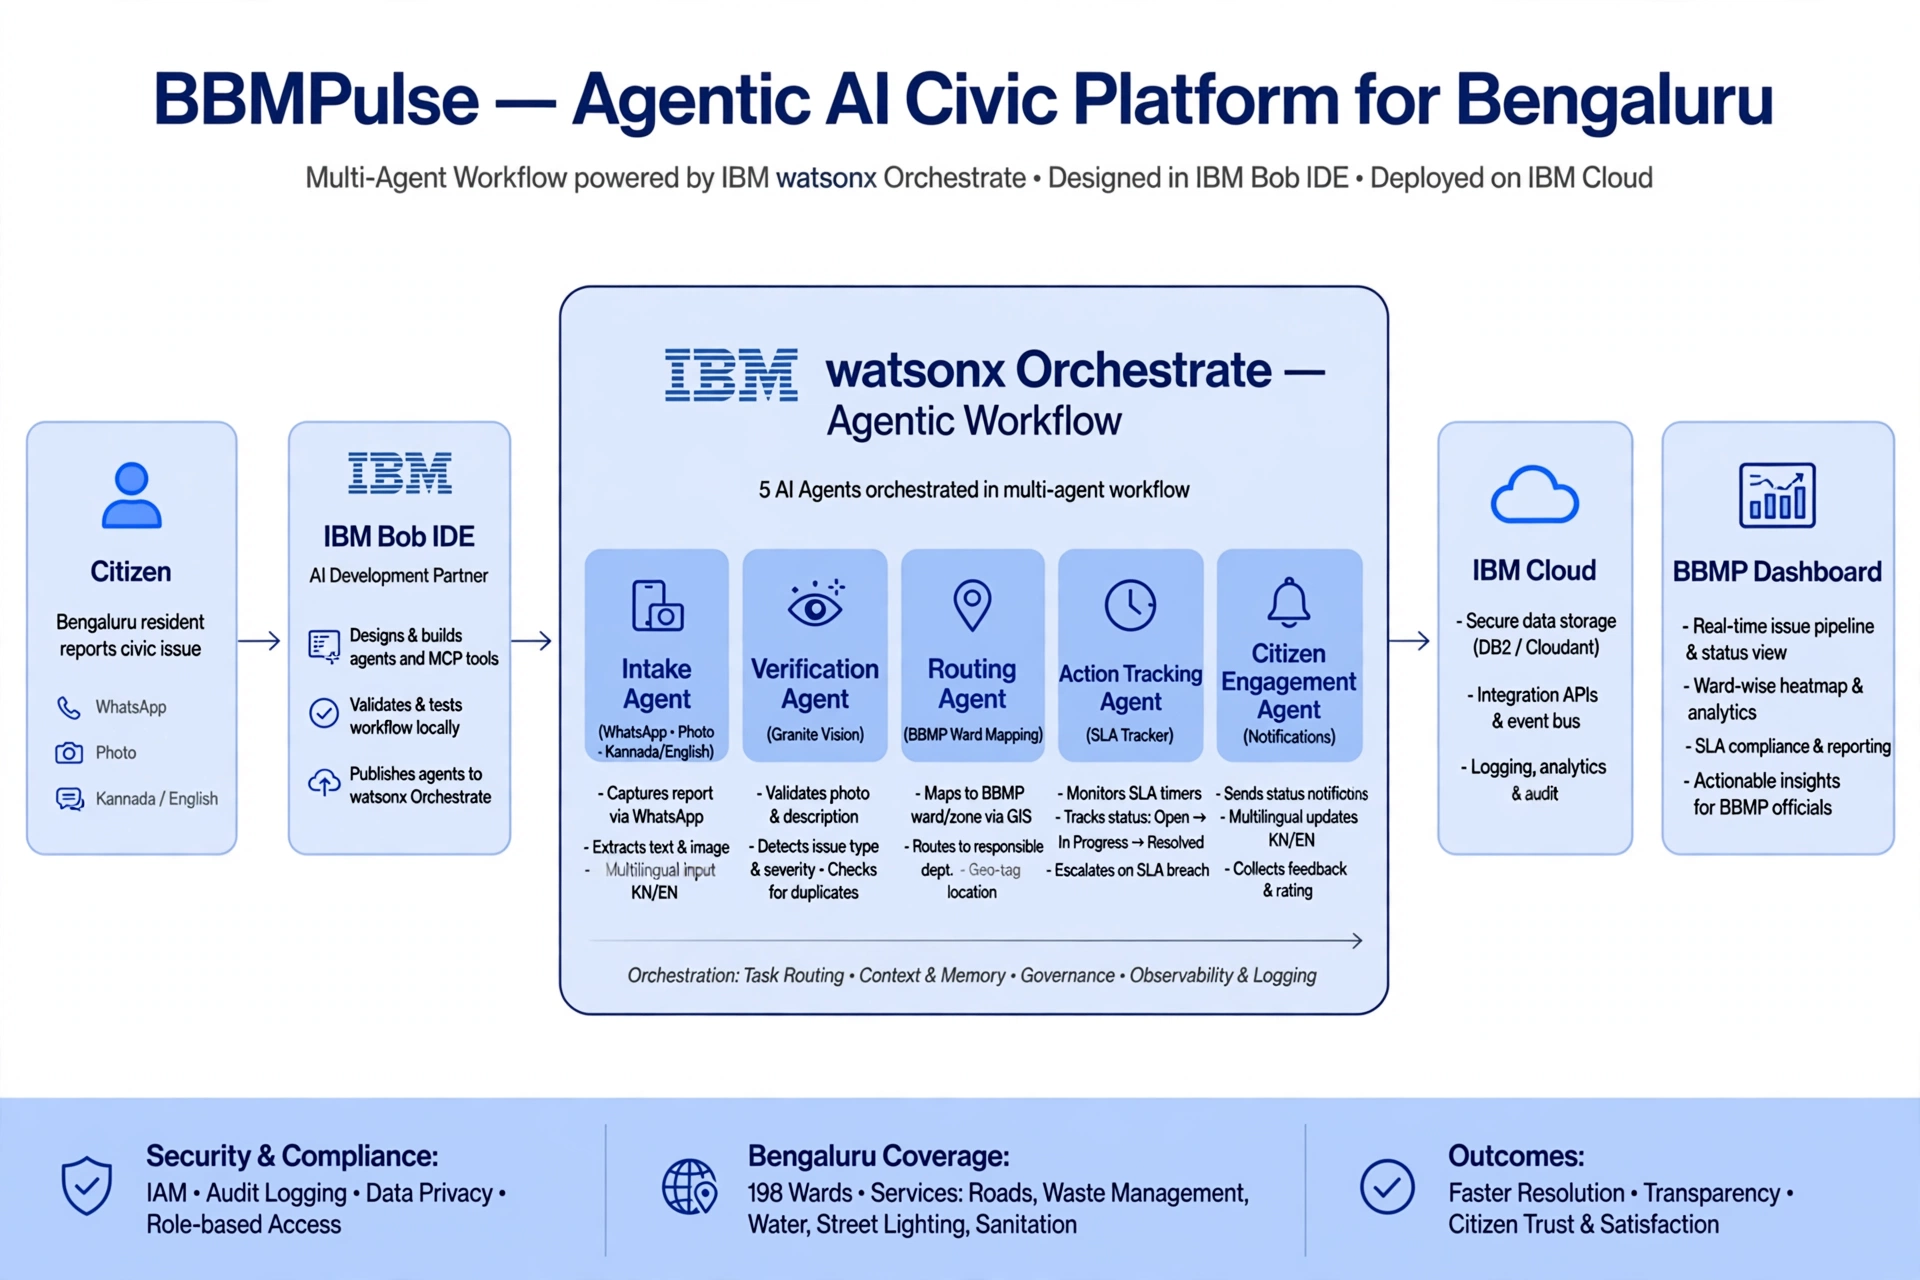 BBMPulse — Agentic AI Civic Platform for Bengaluru
Multi-Agent Workflow powered by IBM watsonx Orchestrate • Designed in IBM Bob IDE • Deployed on IBM Cloud
Citizen
Bengaluru resident
reports civic issue
WhatsApp
Photo
Kannada / English
IBM
IBM Bob IDE
AI Development Partner
Designs & builds
agents and MCP tools
Validates & tests
workflow locally
Publishes agents to
watsonx Orchestrate
IBM
watsonx Orchestrate —
Agentic Workflow
5 AI Agents orchestrated in multi-agent workflow
Intake
Agent
(WhatsApp • Photo
- Kannada/English)
- Captures report
via WhatsApp
- Extracts text & image
- Multilingual input
KN/EN
Verification
Agent
(Granite Vision)
- Validates photo
& description
- Detects issue type
& severity - Checks
for duplicates
Routing
Agent
(BBMP Ward Mapping)
- Maps to BBMP
ward/zone via GIS
- Routes to responsible
dept. - Geo-tag
location
Action Tracking
Agent
(SLA Tracker)
- Monitors SLA timers
- Tracks status: Open →
In Progress → Resolved
- Escalates on SLA breach
Citizen
Engagement
Agent
(Notifications)
- Sends status notifictins
- Multilingual updates
KN/EN
- Collects feedback
& rating
Orchestration: Task Routing • Context & Memory • Governance • Observability & Logging
IBM Cloud
- Secure data storage
(DB2 / Cloudant)
- Integration APIs
& event bus
- Logging, analytics
& audit
BBMP Dashboard
- Real-time issue pipeline
& status view
- Ward-wise heatmap &
analytics
- SLA compliance & reporting
- Actionable insights
for BBMP officials
Security & Compliance:
IAM • Audit Logging • Data Privacy •
Role-based Access
Bengaluru Coverage:
198 Wards • Services: Roads, Waste Management,
Water, Street Lighting, Sanitation
Outcomes:
Faster Resolution • Transparency •
Citizen Trust & Satisfaction